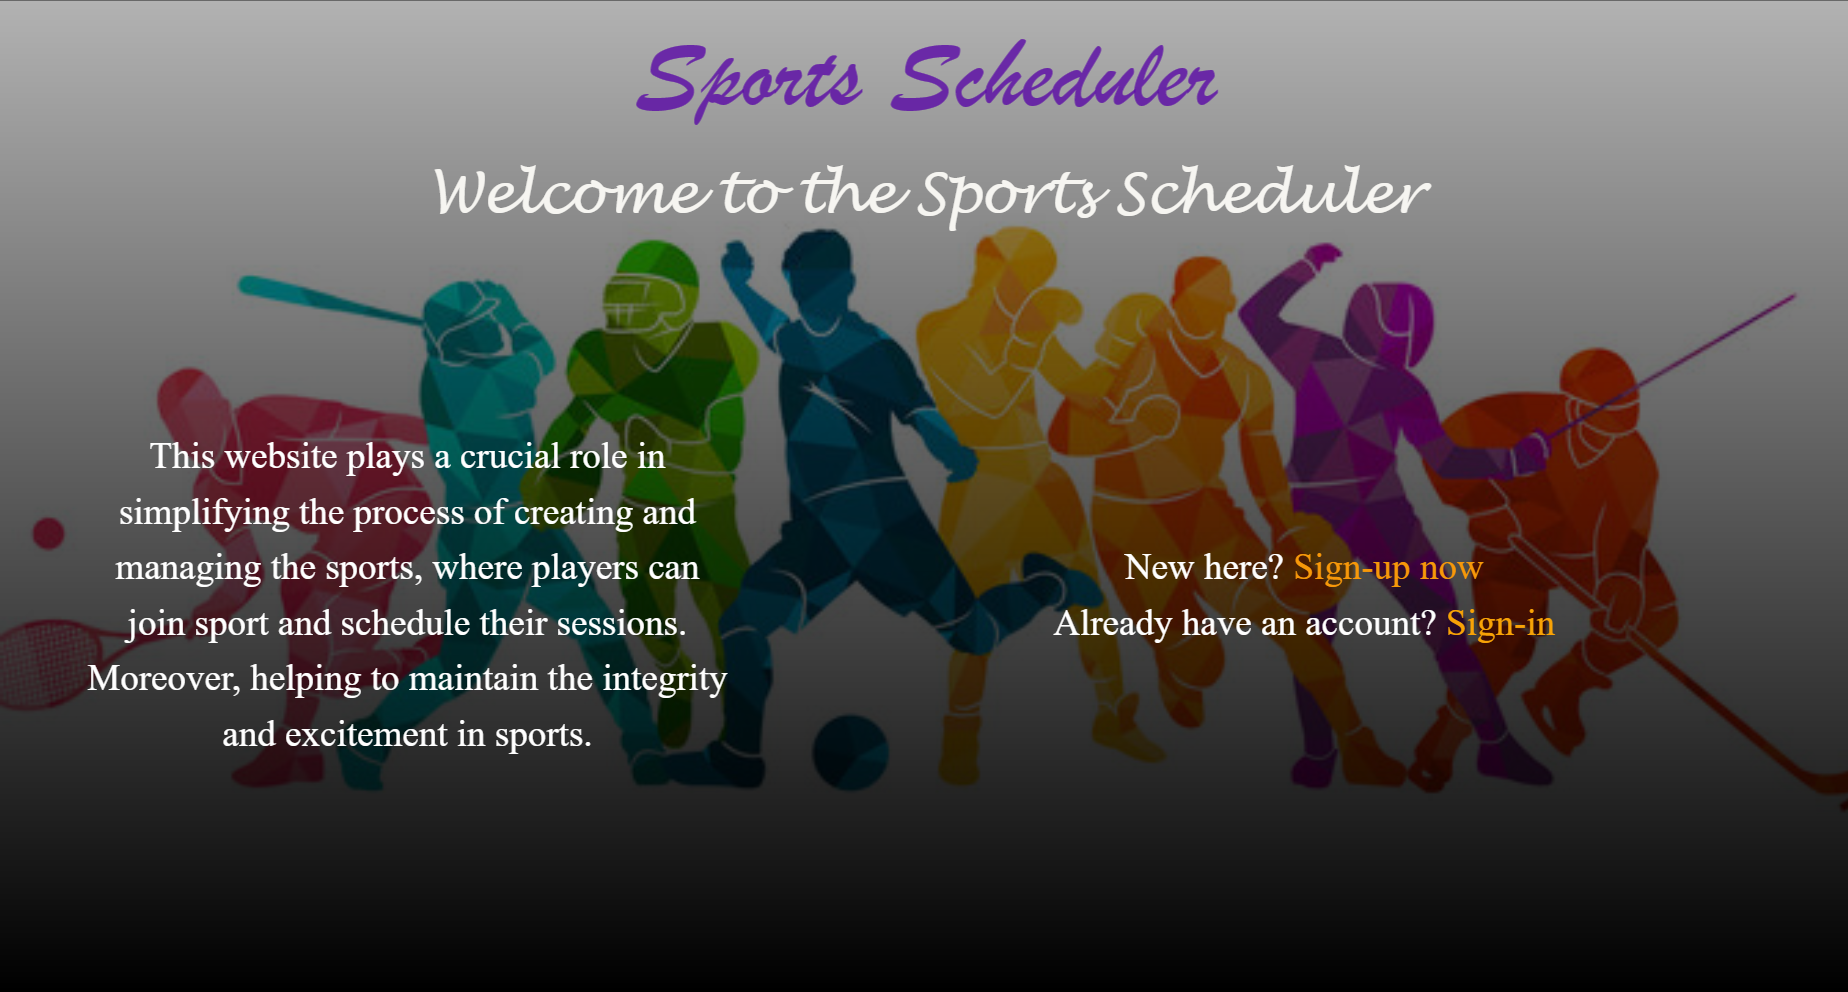 Sports Scheduler
Welcome to the Sports Scheduler
This website plays a crucial role in
simplifying the process of creating and
managing the sports, where players can
join sport and schedule their sessions.
Moreover, helping to maintain the integrity
and excitement in sports.
New here? Sign-up now
Already have an account? Sign-in